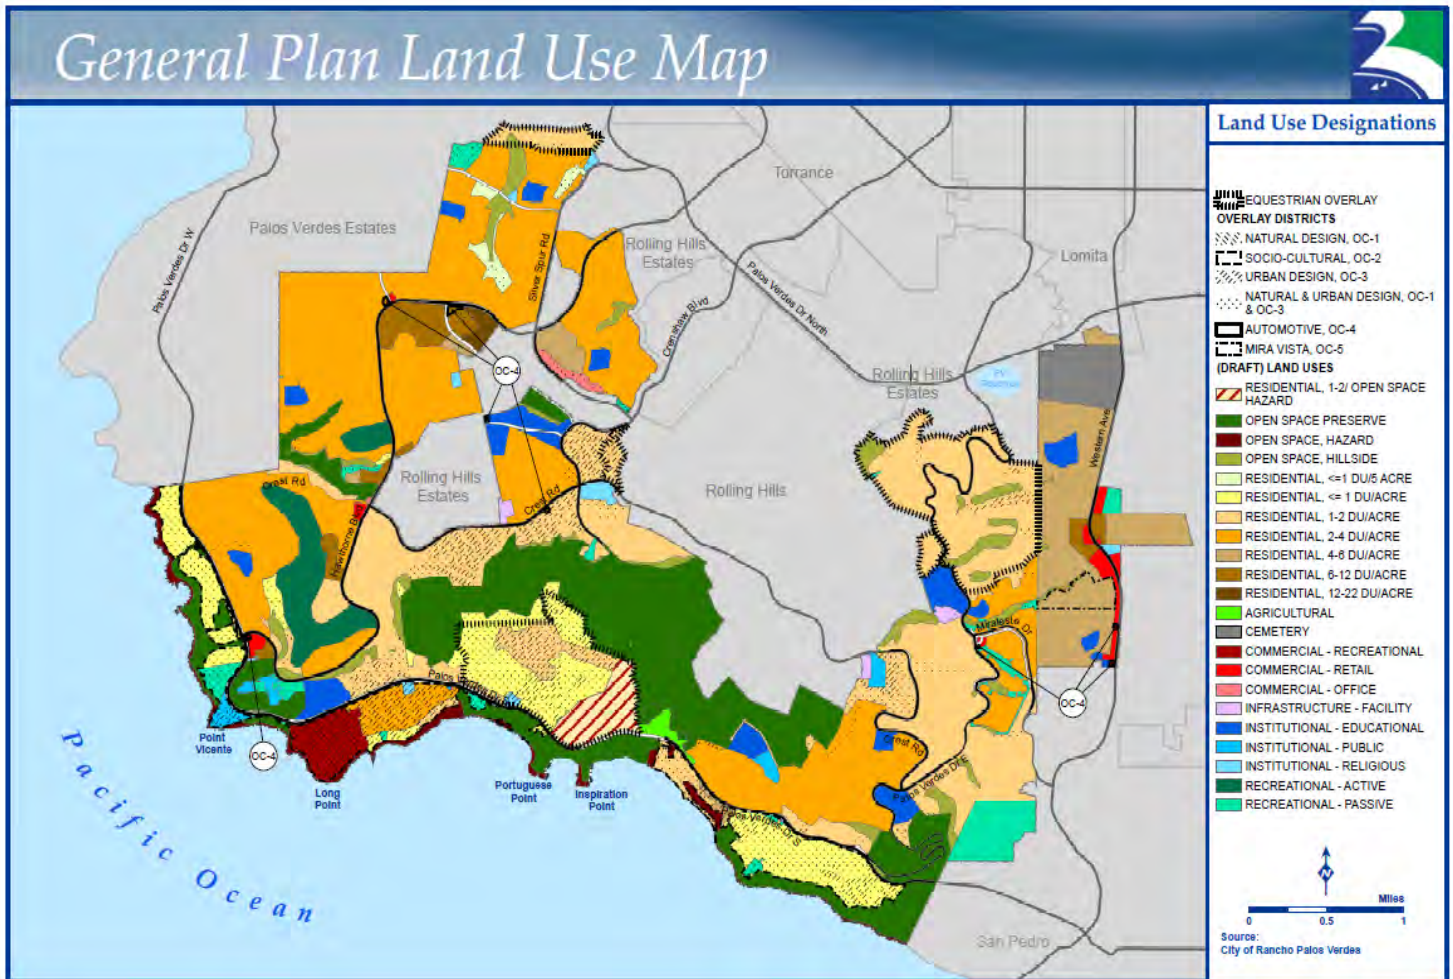 General Plan Land Use Map
Land Use Designations
EQUESTRIAN OVERLAY
OVERLAY DISTRICTS
NATURAL DESIGN, OC-1
SOCIO-CULTURAL, OC-2
URBAN DESIGN, OC-3
NATURAL & URBAN DESIGN, OC-1
& OC-3
AUTOMOTIVE, OC-4
MIRA VISTA, OC-5
(DRAFT) LAND USES
RESIDENTIAL, 1-2/ OPEN SPACE
HAZARD
OPEN SPACE PRESERVE
OPEN SPACE, HAZARD
OPEN SPACE, HILLSIDE
RESIDENTIAL, <=1 DU/5 ACRE
RESIDENTIAL, <= 1 DU/ACRE
RESIDENTIAL, 1-2 DU/ACRE
RESIDENTIAL, 2-4 DU/ACRE
RESIDENTIAL, 4-6 DU/ACRE
RESIDENTIAL, 6-12 DU/ACRE
RESIDENTIAL, 12-22 DU/ACRE
AGRICULTURAL
CEMETERY
COMMERCIAL - RECREATIONAL
COMMERCIAL - RETAIL
COMMERCIAL - OFFICE
INFRASTRUCTURE - FACILITY
INSTITUTIONAL - EDUCATIONAL
INSTITUTIONAL - PUBLIC
INSTITUTIONAL - RELIGIOUS
RECREATIONAL - ACTIVE
RECREATIONAL - PASSIVE
N
Miles
0 0.5 1
Source:
City of Rancho Palos Verdes
Torrance
Palos Verdes Estates
Palos Verdes Dr W
Silver Spur Rd
Rolling Hills
Estates
Lomita
Crenshaw Blvd
Palos Verdes Dr North
OC-4
Rolling Hills
Estates
Western Ave
Rolling Hills
Estates
Rolling Hills
Crest Rd
Crest Rd
Hawthorne Blvd
Miraleste Dr
OC-4
Palos Verdes Dr
Crest Rd
Palos Verdes Dr E
Palos Verdes Dr S
Point
Vicente
OC-4
Long
Point
Portuguese
Point
Inspiration
Point
Pacific Ocean
San Pedro